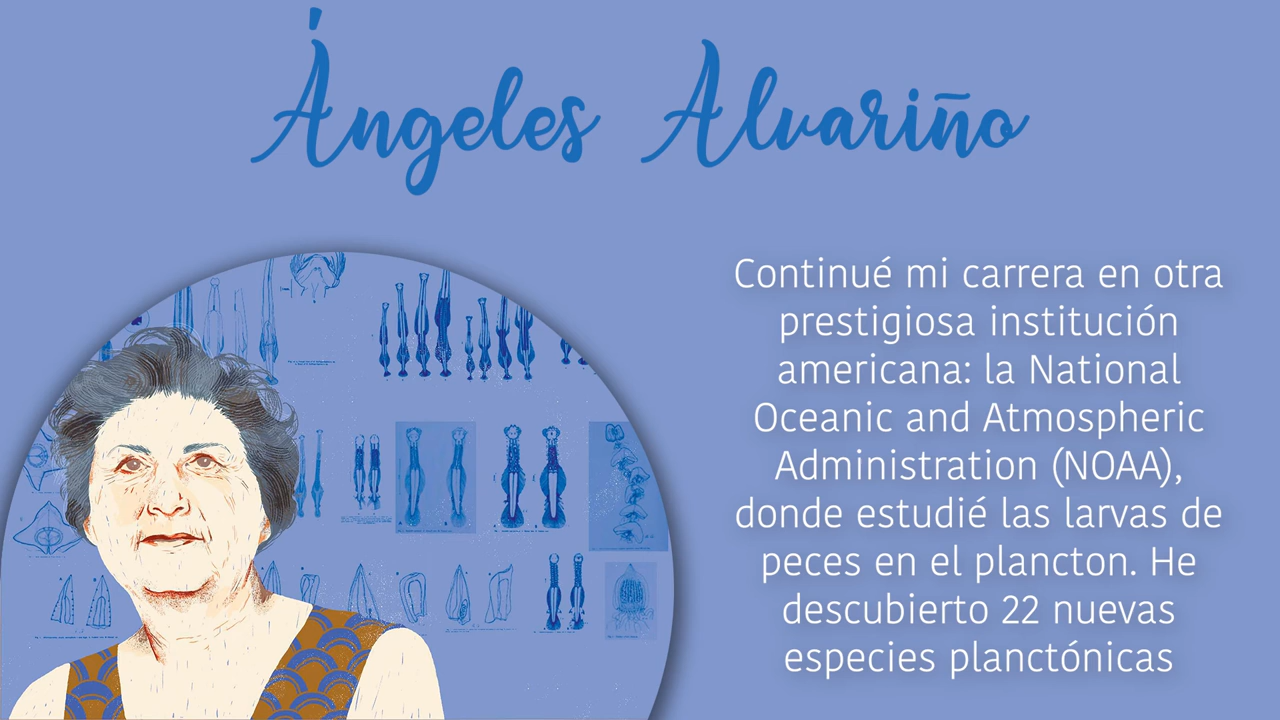 Ángeles Alvariño
Continué mi carrera en otra
prestigiosa institución
americana: la National
Oceanic and Atmospheric
Administration (NOAA),
donde estudié las larvas de
peces en el plancton. He
descubierto 22 nuevas
especies planctónicas